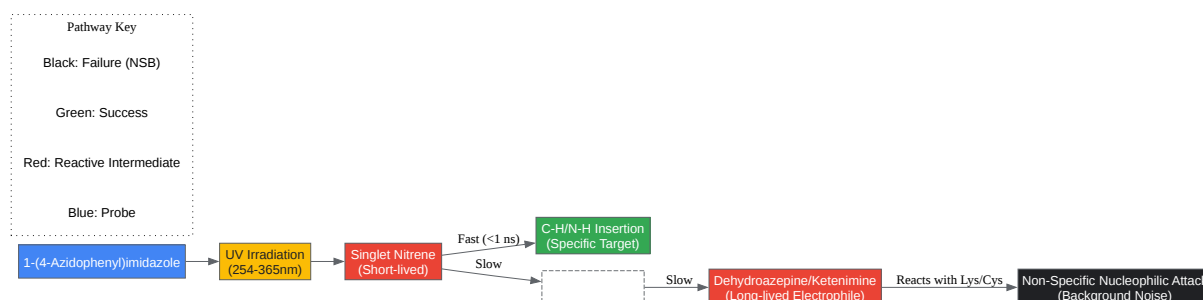 Pathway Key
Black: Failure (NSB)
Green: Success
Red: Reactive Intermediate
Blue: Probe
1-(4-Azidophenyl)imidazole
UV Irradiation
(254-365nm)
Singlet Nitrene
(Short-lived)
Fast (<1 ns)
Slow
C-H/N-H Insertion
(Specific Target)
Slow
Dehydroazepine/Ketenimine
(Long-lived Electrophile)
Reacts with Lys/Cys
Non-Specific Nucleophilic Attack
(Background Noise)